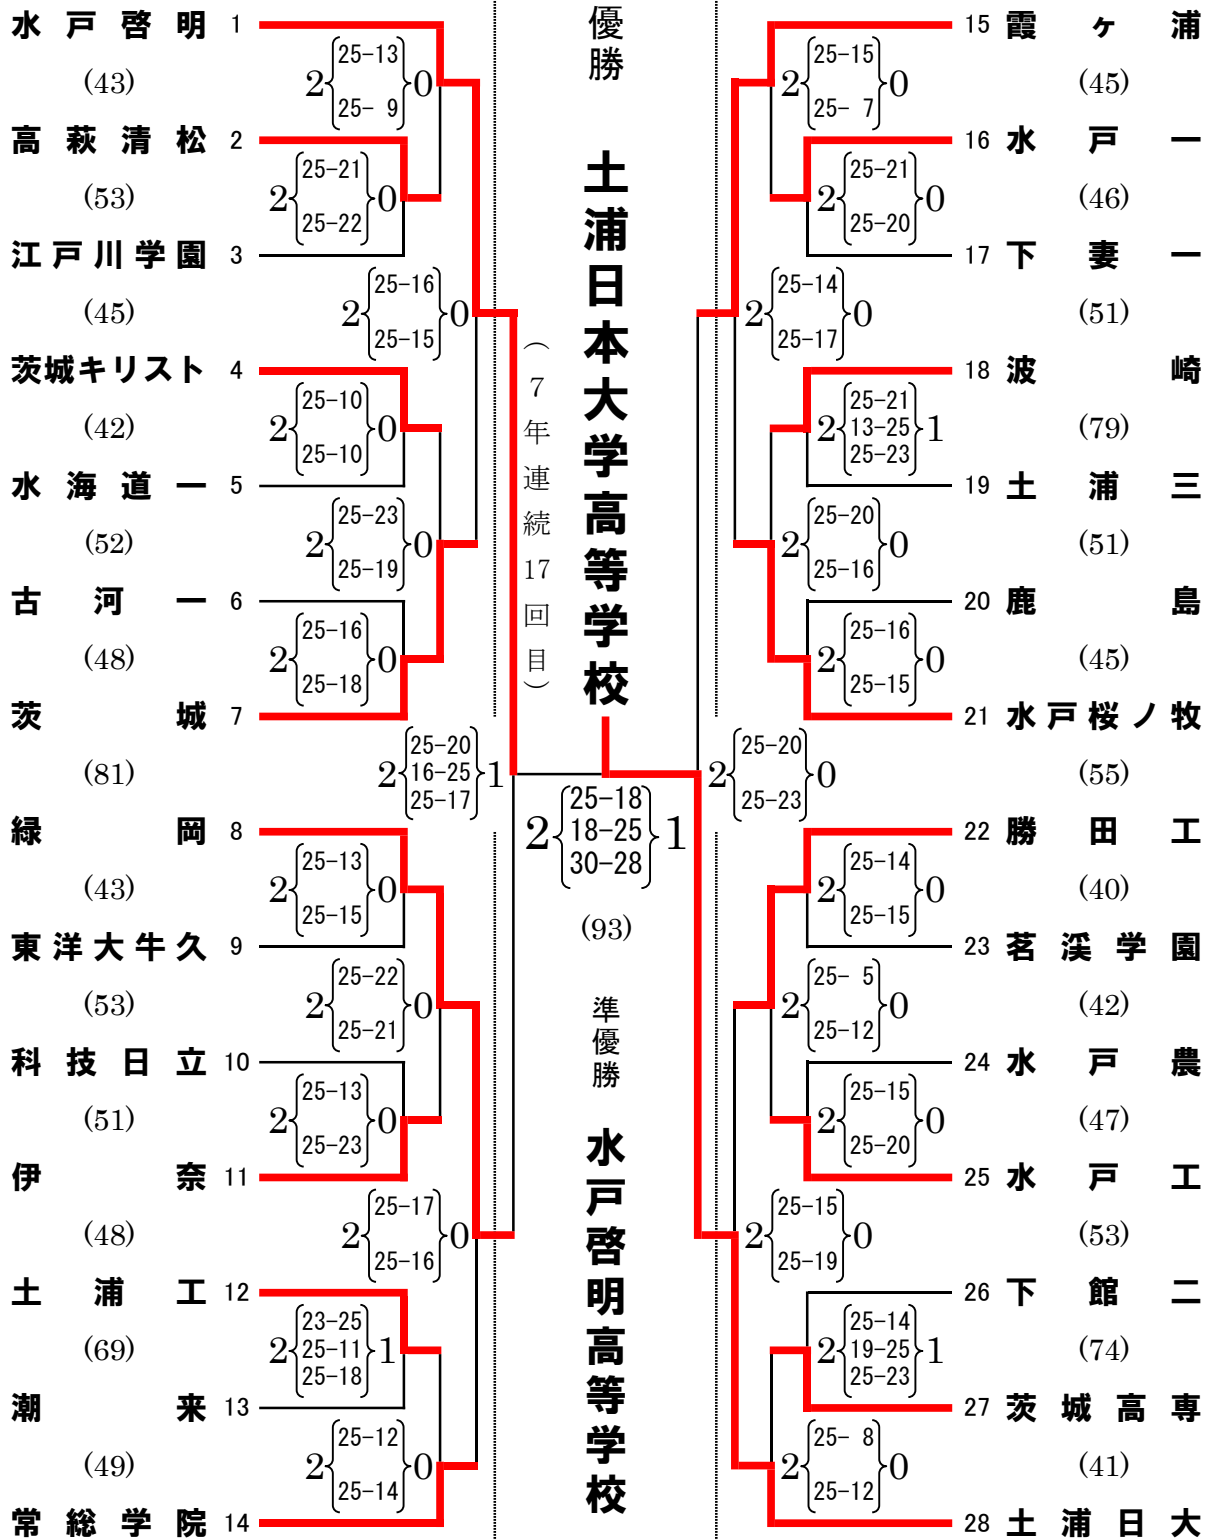 水戸啓明 1
(43)
高萩清松 2
(53)
江戸川学園 3
(45)
茨城キリスト 4
(42)
水海道一 5
(52)
古河一 6
(48)
茨城 7
(81)
緑岡 8
(43)
東洋大牛久 9
(53)
科技日立 10
(51)
伊奈 11
(48)
土浦工 12
(69)
潮来 13
(49)
常総学院 14
25-13
2 0
25- 9
25-21
2 0
25-22
25-16
2 0
25-15
25-10
2 0
25-10
25-23
2 0
25-19
25-16
2 0
25-18
25-20
2 16-25 1
25-17
25-13
2 0
25-15
25-22
2 0
25-21
25-13
2 0
25-23
25-17
2 0
25-16
23-25
2 25-11 1
25-18
25-12
2 0
25-14
優勝
土浦日本大学高等学校
(7年連続17回目)
25-18
2 18-25 1
30-28
(93)
準優勝
水戸啓明高等学校
25-15
2 0
25- 7
25-21
2 0
25-20
25-14
2 0
25-17
25-21
2 13-25 1
25-23
25-20
2 0
25-16
25-16
2 0
25-15
25-20
2 0
25-23
25-14
2 0
25-15
25- 5
2 0
25-12
25-15
2 0
25-20
25-15
2 0
25-19
25-14
2 19-25 1
25-23
25- 8
2 0
25-12
15 霞ヶ浦
(45)
16 水戸一
(46)
17 下妻一
(51)
18 波崎
(79)
19 土浦三
(51)
20 鹿島
(45)
21 水戸桜ノ牧
(55)
22 勝田工
(40)
23 茗渓学園
(42)
24 水戸農
(47)
25 水戸工
(53)
26 下館二
(74)
27 茨城高専
(41)
28 土浦日大